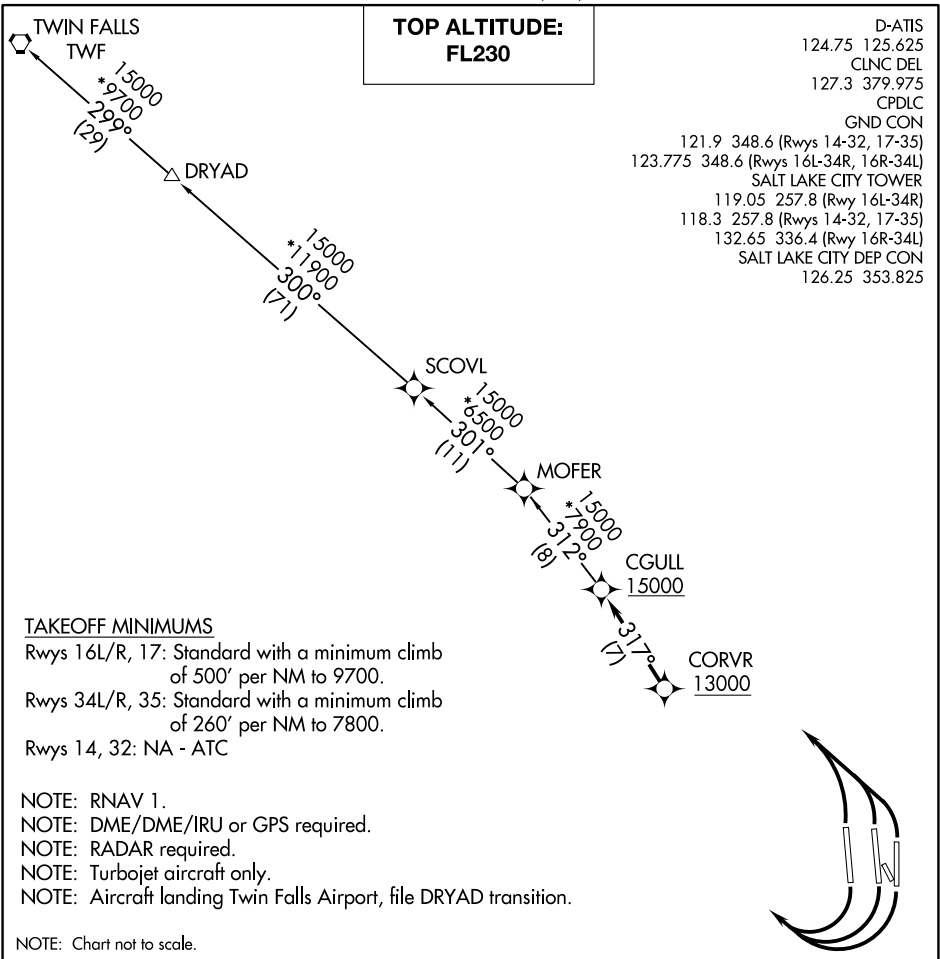 TOP ALTITUDE:
FL230
D-ATIS
124.75 125.625
CLNC DEL
127.3 379.975
CPDLC
GND CON
121.9 348.6 (Rwys 14-32, 17-35)
123.775 348.6 (Rwys 16L-34R, 16R-34L)
SALT LAKE CITY TOWER
119.05 257.8 (Rwy 16L-34R)
118.3 257.8 (Rwys 14-32, 17-35)
132.65 336.4 (Rwy 16R-34L)
SALT LAKE CITY DEP CON
126.25 353.825
TWIN FALLS
TWF
15000
*9700
299°
(29)
DRYAD
15000
*11900
300°
(71)
SCOVL
15000
*6500
301°
(11)
MOFER
15000
*7900
312°
(8)
CGULL
15000
317°
(7)
CORVR
13000
TAKEOFF MINIMUMS
Rwys 16L/R, 17: Standard with a minimum climb
of 500' per NM to 9700.
Rwys 34L/R, 35: Standard with a minimum climb
of 260' per NM to 7800.
Rwys 14, 32: NA - ATC
NOTE: RNAV 1.
NOTE: DME/DME/IRU or GPS required.
NOTE: RADAR required.
NOTE: Turbojet aircraft only.
NOTE: Aircraft landing Twin Falls Airport, file DRYAD transition.
NOTE: Chart not to scale.